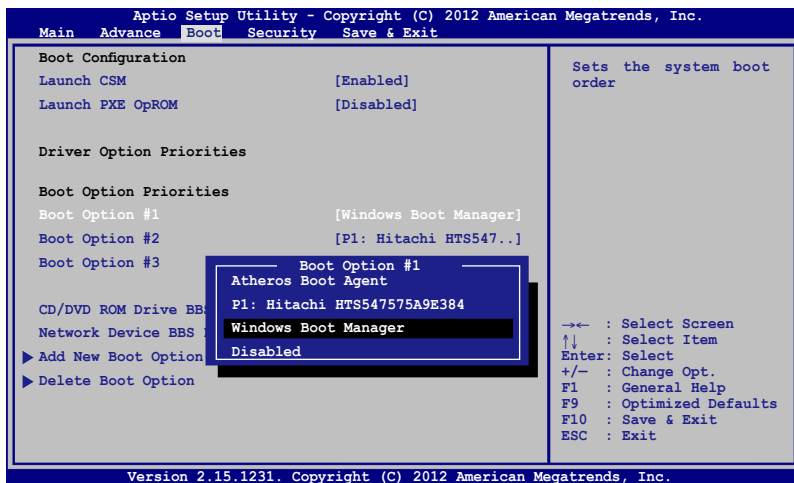 Aptio Setup Utility - Copyright (C) 2012 American Megatrends, Inc.
Main Advance Boot Security Save & Exit
Boot Configuration
Launch CSM [Enabled]
Launch PXE OpROM [Disabled]
Driver Option Priorities
Boot Option Priorities
Boot Option #1 [Windows Boot Manager]
Boot Option #2 [P1: Hitachi HTS547..]
Boot Option #3
CD/DVD ROM Drive BBS
Network Device BBS
Add New Boot Option
Delete Boot Option
Boot Option #1
Atheros Boot Agent
P1: Hitachi HTS547575A9E384
Windows Boot Manager
Disabled
Sets the system boot
order
→← : Select Screen
↑↓ : Select Item
Enter: Select
+/— : Change Opt.
F1 : General Help
F9 : Optimized Defaults
F10 : Save & Exit
ESC : Exit
Version 2.15.1231. Copyright (C) 2012 American Megatrends, Inc.